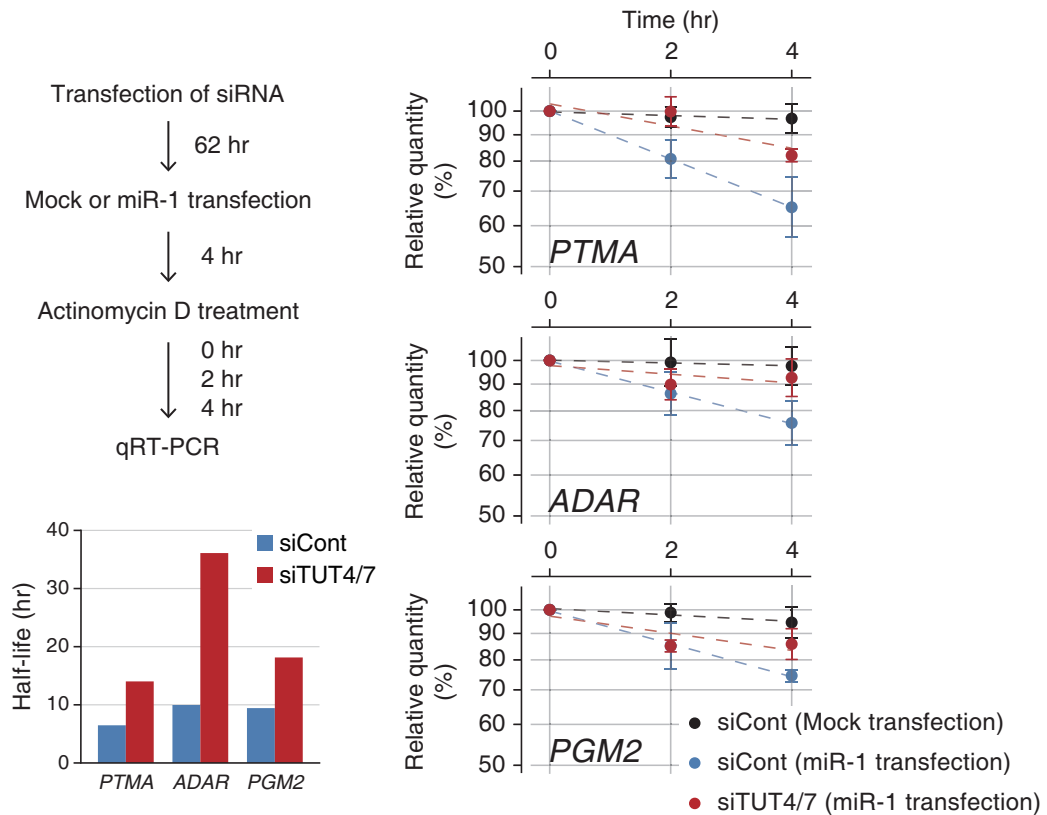 Transfection of siRNA
62 hr
Mock or miR-1 transfection
4 hr
Actinomycin D treatment
0 hr
2 hr
4 hr
qRT-PCR
Half-life (hr)
40
30
20
10
0
PTMA ADAR PGM2
siCont
siTUT4/7
Time (hr)
0 2 4
Relative quantity
(%)
100
90
80
70
60
50
PTMA
0 2 4
Relative quantity
(%)
100
90
80
70
60
50
ADAR
0 2 4
Relative quantity
(%)
100
90
80
70
60
50
PGM2
siCont (Mock transfection)
siCont (miR-1 transfection)
siTUT4/7 (miR-1 transfection)